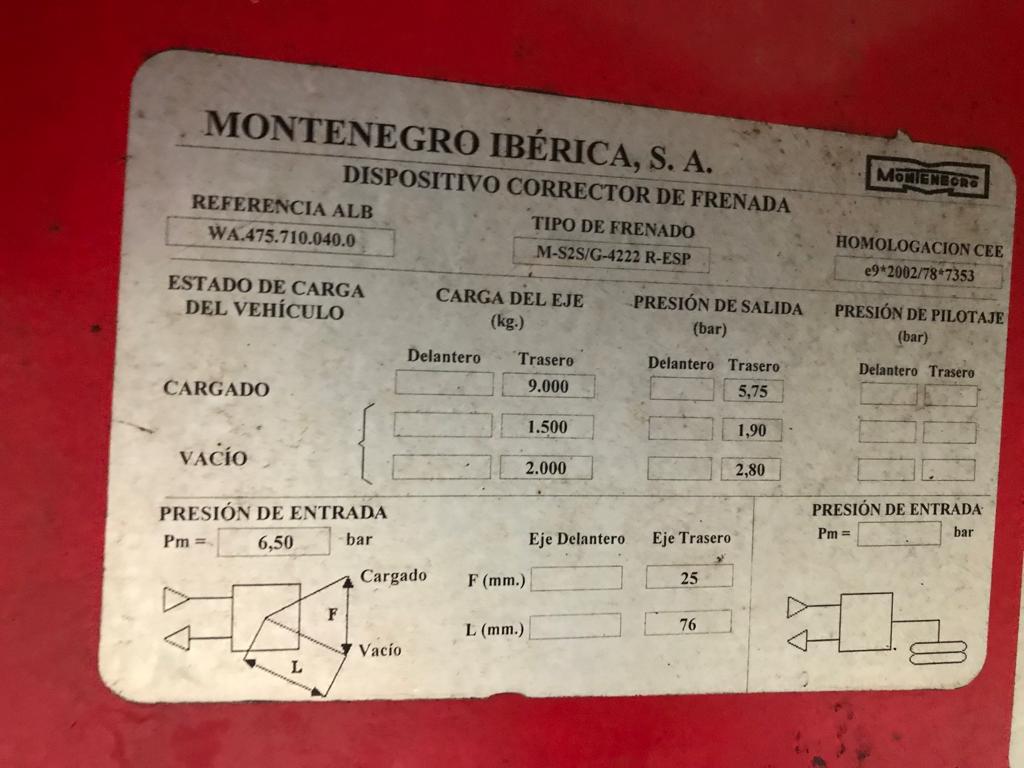 MONTENEGRO IBÉRICA, S. A.
MONTENEGRO
DISPOSITIVO CORRECTOR DE FRENADA
REFERENCIA ALB
WA.475.710.040.0
TIPO DE FRENADO
M-S2S/G-4222 R-ESP
HOMOLOGACION CEE
e9*2002/78*7353
ESTADO DE CARGA
DEL VEHÍCULO
CARGA DEL EJE
(kg.)
PRESIÓN DE SALIDA
(bar)
PRESIÓN DE PILOTAJE
(bar)
Delantero Trasero Delantero Trasero Delantero Trasero
CARGADO 9.000 5,75
1.500 1,90
VACÍO
2.000 2,80
PRESIÓN DE ENTRADA
Pm = 6,50 bar
Cargado
F
Vacío
L
Eje Delantero Eje Trasero
F (mm.) 25
L (mm.) 76
PRESIÓN DE ENTRADA
Pm = bar